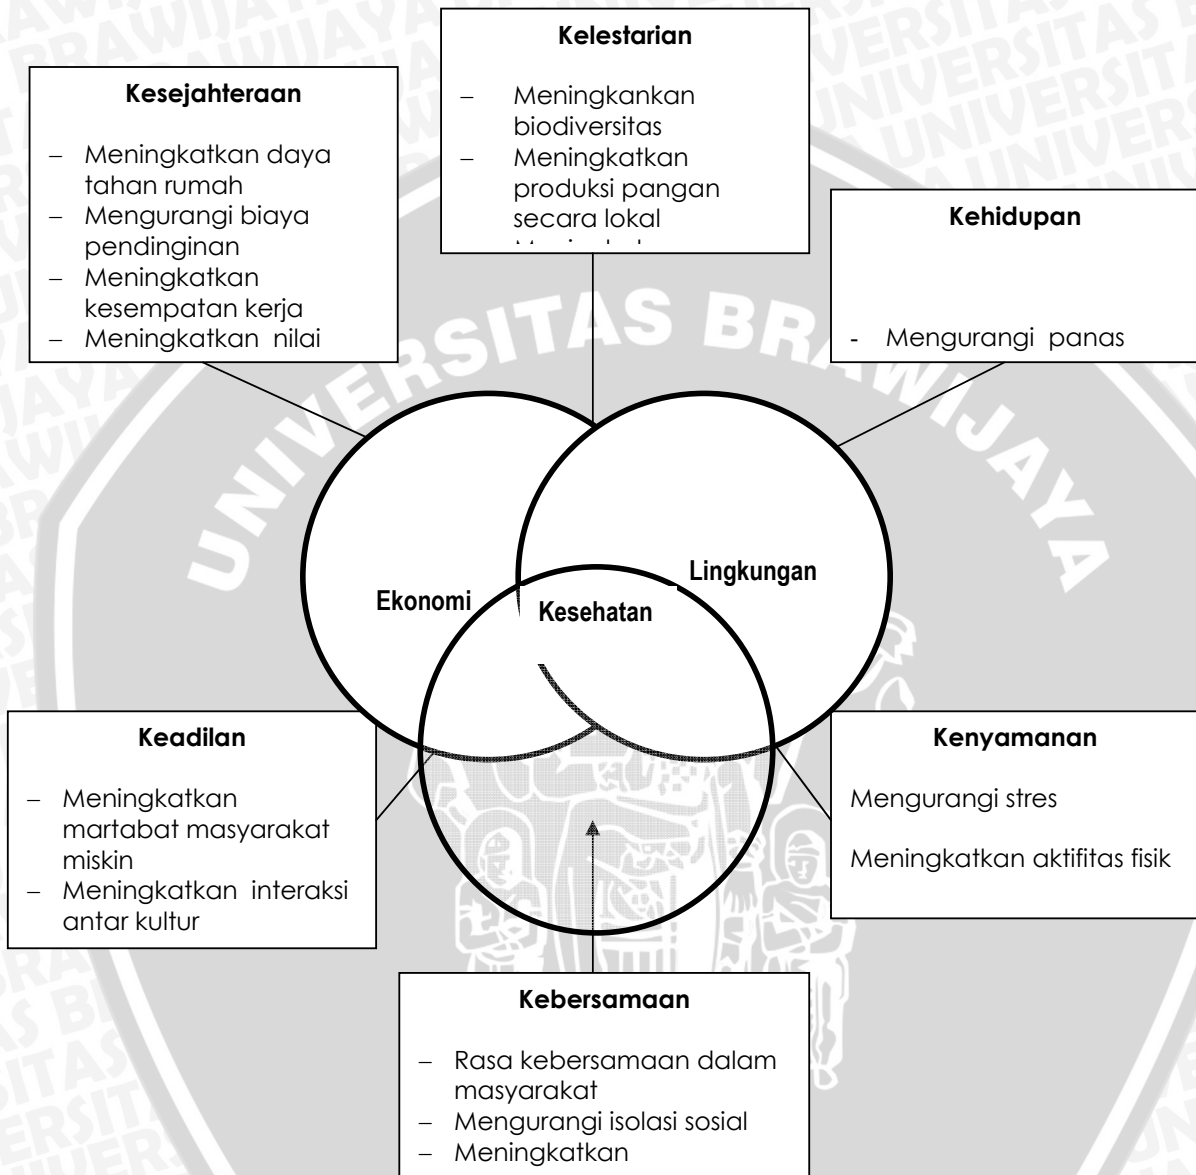 Kelestarian
– Meningkankan
biodiversitas
– Meningkatkan
produksi pangan
secara lokal
Kesejahteraan
– Meningkatkan daya
tahan rumah
– Mengurangi biaya
pendinginan
– Meningkatkan
kesempatan kerja
– Meningkatkan nilai
Kehidupan
- Mengurangi panas
UNIVERSITAS BRAWIJAYA
Ekonomi
Kesehatan
Lingkungan
Keadilan
– Meningkatkan
martabat masyarakat
miskin
– Meningkatkan interaksi
antar kultur
Kenyamanan
Mengurangi stres
Meningkatkan aktifitas fisik
Kebersamaan
– Rasa kebersamaan dalam
masyarakat
– Mengurangi isolasi sosial
– Meningkatkan